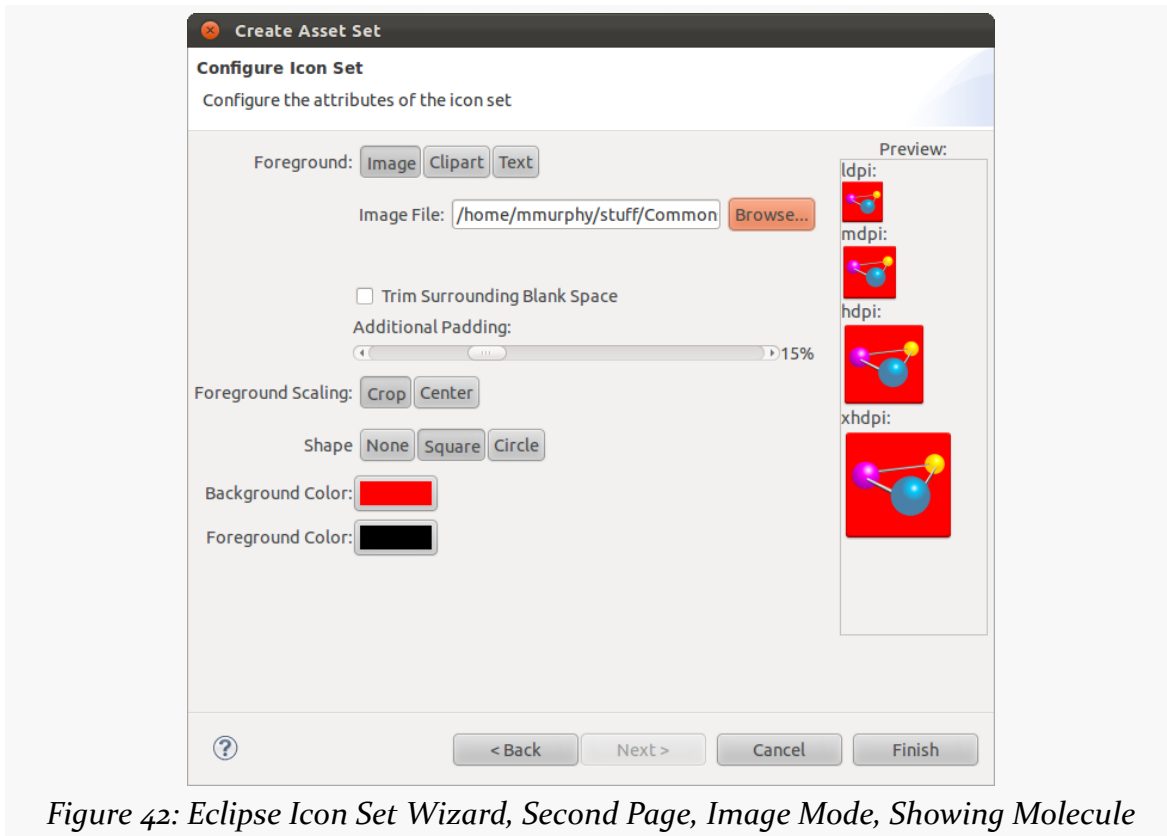 Create Asset Set
Configure Icon Set
Configure the attributes of the icon set
Foreground: Image Clipart Text
Image File: /home/mmurphy/stuff/Common Browse...
Trim Surrounding Blank Space
Additional Padding:
15%
Foreground Scaling: Crop Center
Shape None Square Circle
Background Color:
Foreground Color:
Preview:
ldpi:
mdpi:
hdpi:
xhdpi:
< Back Next > Cancel Finish
Figure 42: Eclipse Icon Set Wizard, Second Page, Image Mode, Showing Molecule